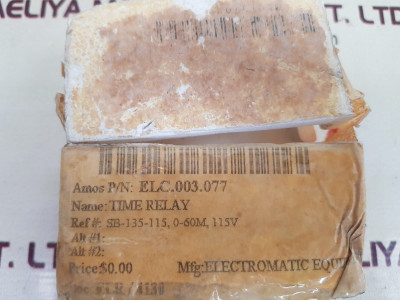 Amos P/N: ELC.003.077
Name: TIME RELAY
Ref #: SB-135-115, 0-60M, 115V
Alt #1:
Alt #2:
Price $0.00 Mfg: ELECTROMATIC EQUI